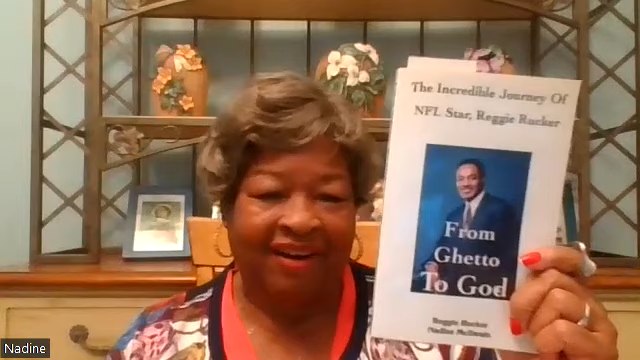 The Incredible Journey Of
NFL Star, Reggie Rucker
From
Ghetto
To God
Reggie Rucker
Nadine